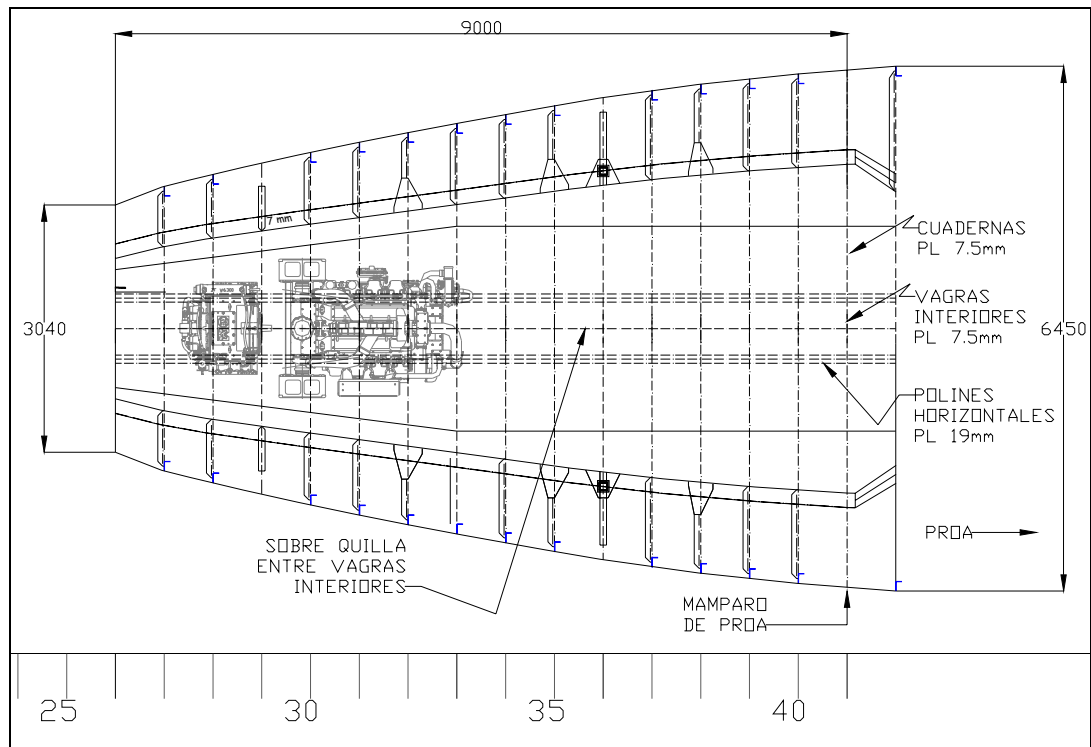 9000
7 mm
3040
CUADERNAS
PL 7.5mm
VAGRAS
INTERIORES
PL 7.5mm
6450
POLINES
HORIZONTALES
PL 19mm
PROA
SOBRE QUILLA
ENTRE VAGRAS
INTERIORES
MAMPARO
DE PROA
25 30 35 40